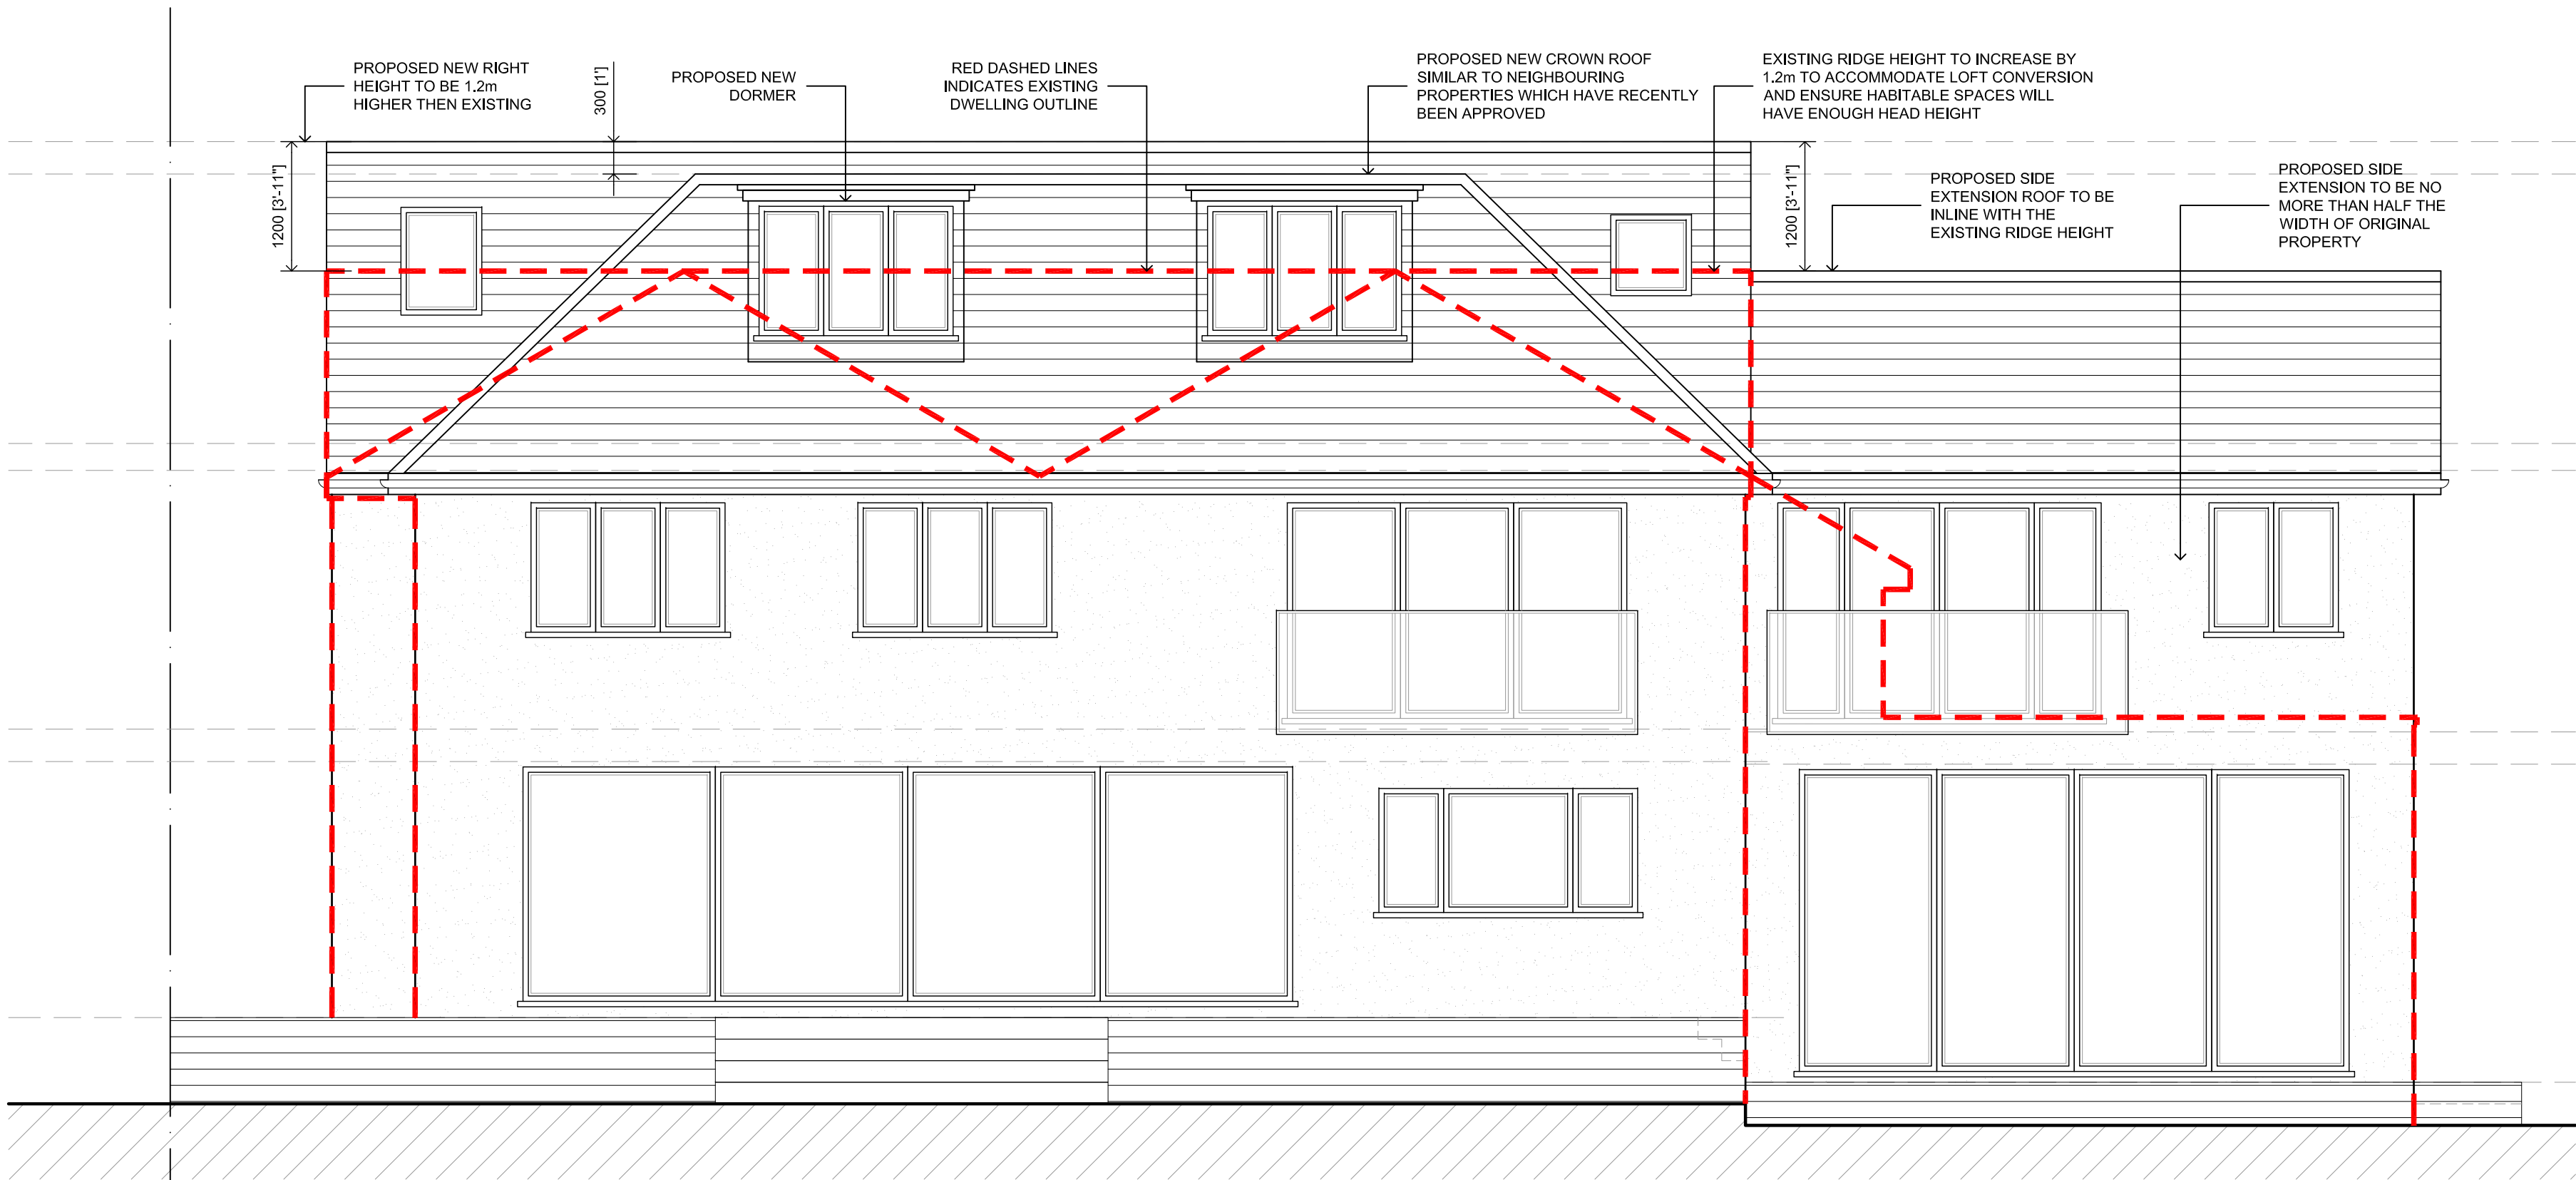 PROPOSED NEW RIGHT
HEIGHT TO BE 1.2m
HIGHER THEN EXISTING
300 [1']
PROPOSED NEW
DORMER
RED DASHED LINES
INDICATES EXISTING
DWELLING OUTLINE
PROPOSED NEW CROWN ROOF
SIMILAR TO NEIGHBOURING
PROPERTIES WHICH HAVE RECENTLY
BEEN APPROVED
EXISTING RIDGE HEIGHT TO INCREASE BY
1.2m TO ACCOMMODATE LOFT CONVERSION
AND ENSURE HABITABLE SPACES WILL
HAVE ENOUGH HEAD HEIGHT
1200 [3'-11"]
1200 [3'-11"]
PROPOSED SIDE
EXTENSION ROOF TO BE
INLINE WITH THE
EXISTING RIDGE HEIGHT
PROPOSED SIDE
EXTENSION TO BE NO
MORE THAN HALF THE
WIDTH OF ORIGINAL
PROPERTY